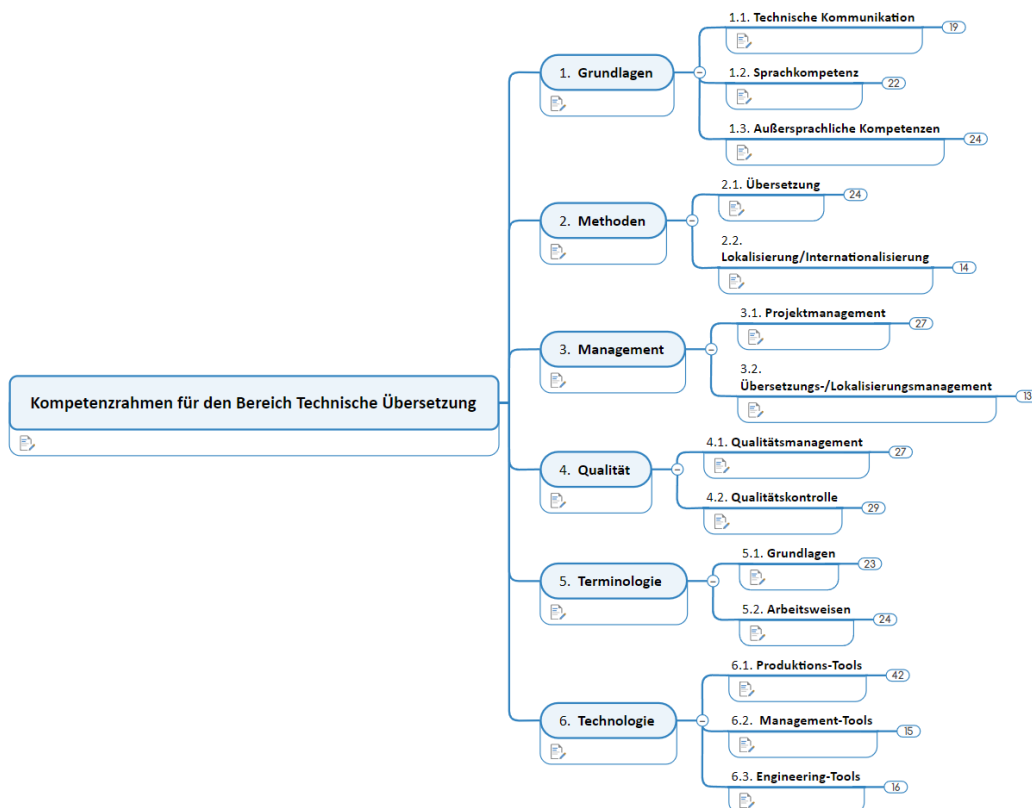 Kompetenzrahmen für den Bereich Technische Übersetzung
1. Grundlagen
1.1. Technische Kommunikation 19
1.2. Sprachkompetenz 22
1.3. Außersprachliche Kompetenzen 24
2. Methoden
2.1. Übersetzung 24
2.2.
Lokalisierung/Internationalisierung 14
3. Management
3.1. Projektmanagement 27
3.2.
Übersetzungs-/Lokalisierungsmanagement 13
4. Qualität
4.1. Qualitätsmanagement 27
4.2. Qualitätskontrolle 29
5. Terminologie
5.1. Grundlagen 23
5.2. Arbeitsweisen 24
6. Technologie
6.1. Produktions-Tools 42
6.2. Management-Tools 15
6.3. Engineering-Tools 16